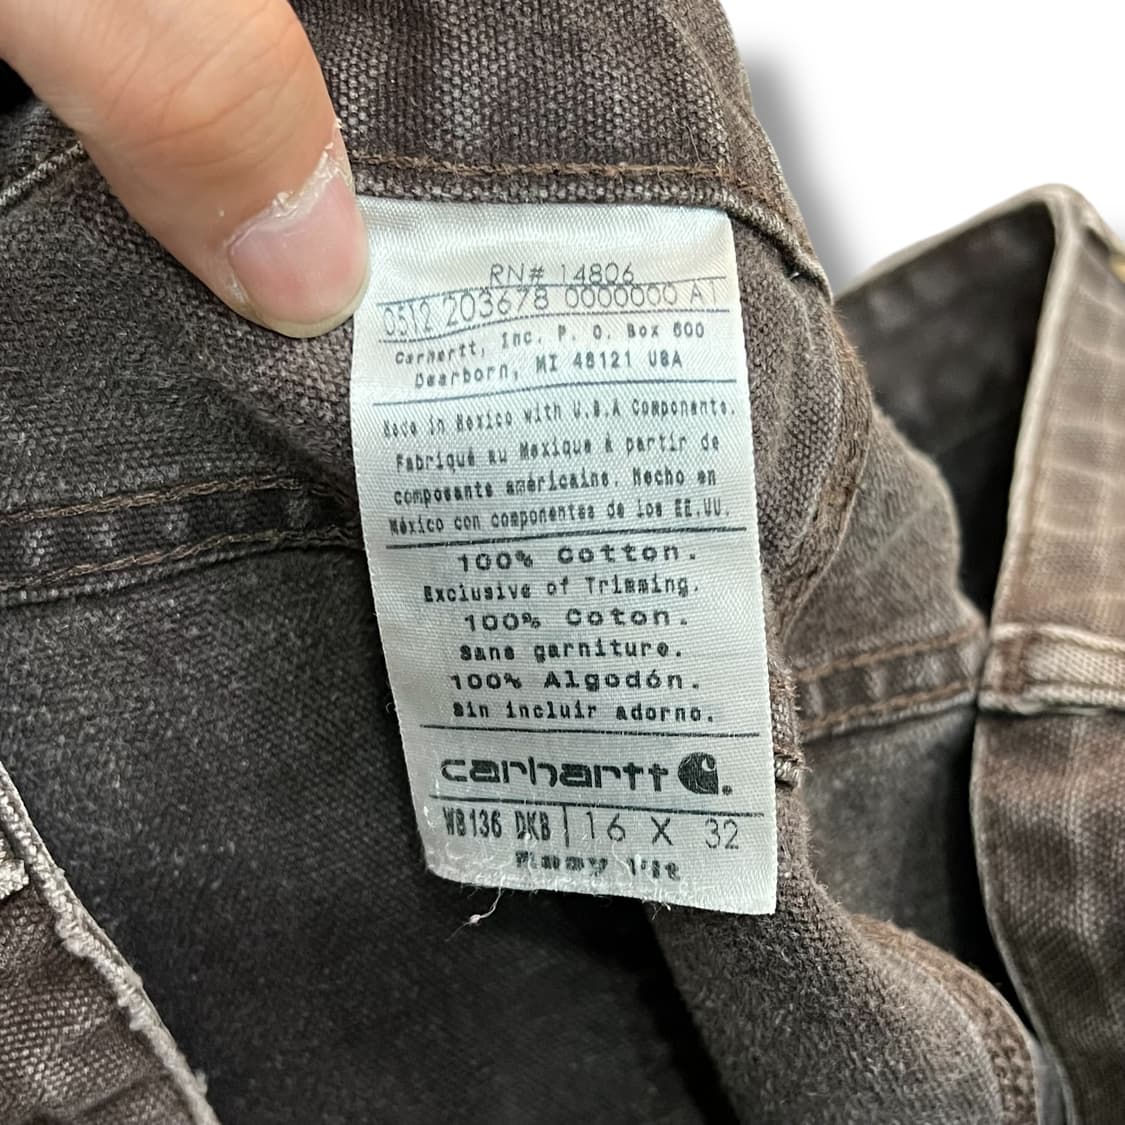 RN# 14806
0512 203678 0000000 A1
Carhartt, Inc. P. O. Box 600
Dearborn, MI 48121 USA
Made in Mexico with U.S.A Components.
Fabriqué au Mexique à partir de
composants américains. Hecho en
México con componentes de los EE.UU.
100% Cotton.
Exclusive of Trimming.
100% Coton.
Sans garniture.
100% Algodón.
Sin incluir adorno.
carhartt
WB136 DKB 16 X 32